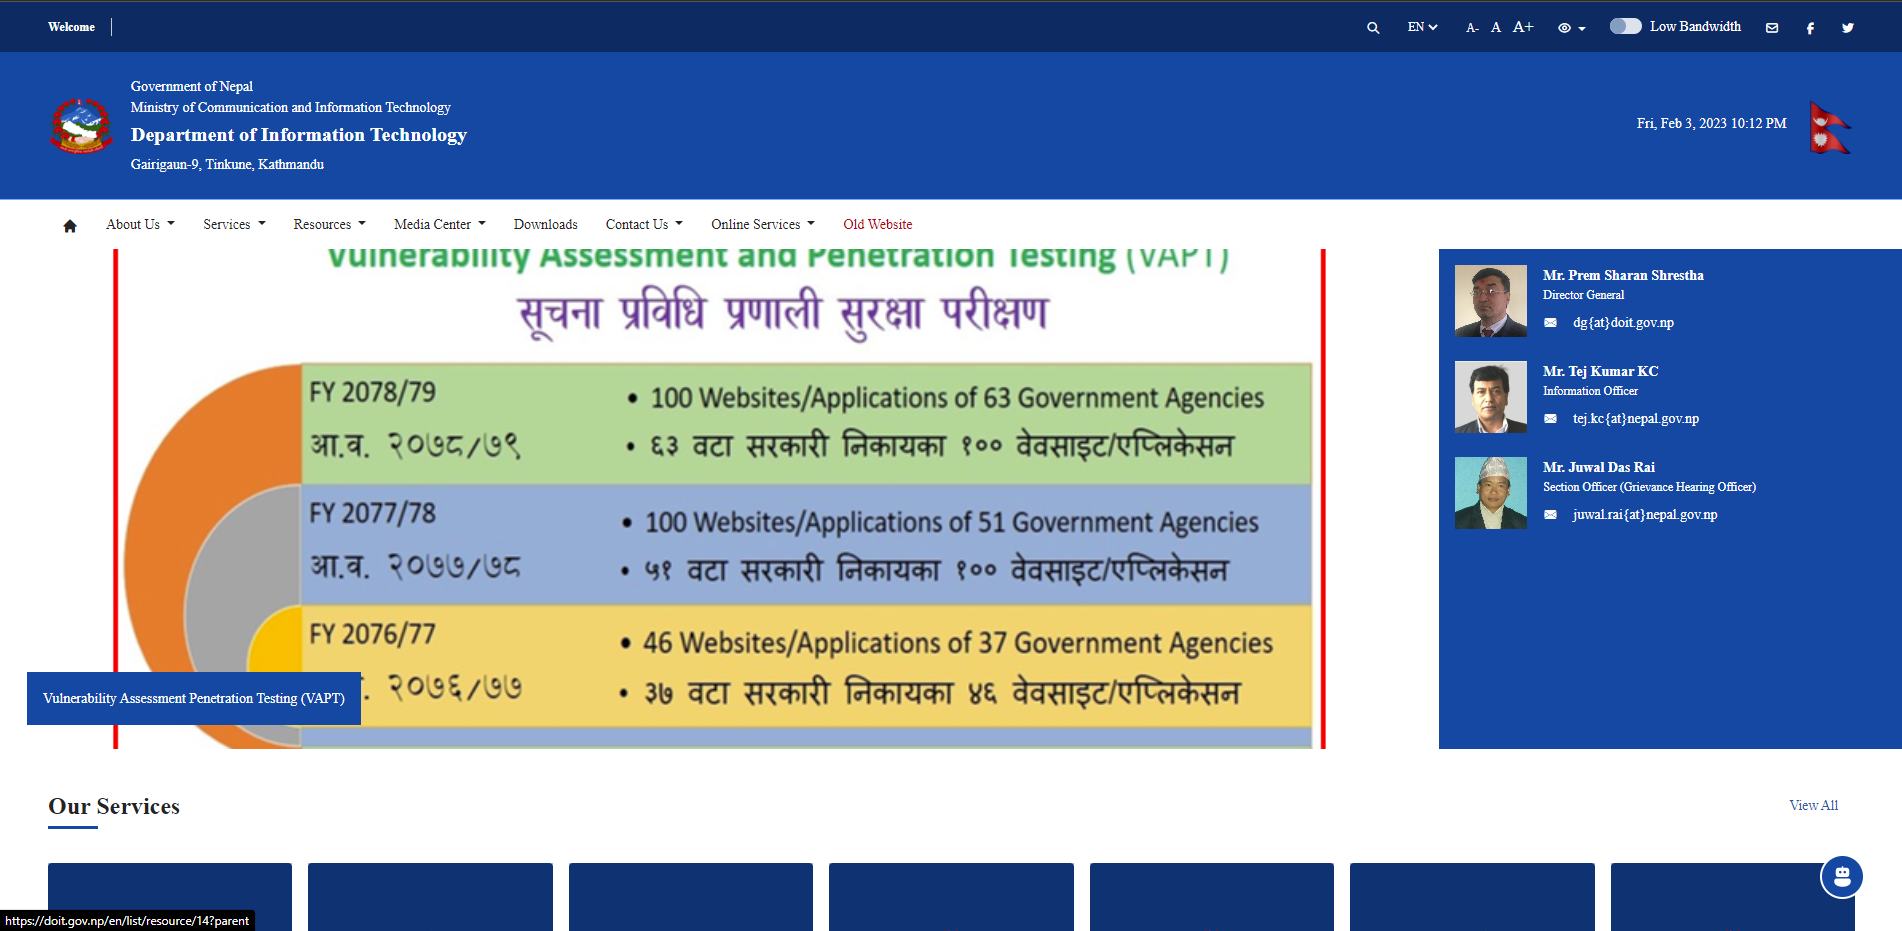 Welcome
EN
A- A A+
Low Bandwidth
Government of Nepal
Ministry of Communication and Information Technology
Department of Information Technology
Gairigaun-9, Tinkune, Kathmandu
Fri, Feb 3, 2023 10:12 PM
About Us Services Resources Media Center Downloads Contact Us Online Services Old Website
Vulnerability Assessment and Penetration Testing (VAPT)
सूचना प्रविधि प्रणाली सुरक्षा परीक्षण
FY 2078/79
• 100 Websites/Applications of 63 Government Agencies
आ.व. २०७८/७९
• ६३ वटा सरकारी निकायका १०० वेवसाइट/एप्लिकेसन
FY 2077/78
• 100 Websites/Applications of 51 Government Agencies
आ.व. २०७७/७८
• ५१ वटा सरकारी निकायका १०० वेवसाइट/एप्लिकेसन
FY 2076/77
• 46 Websites/Applications of 37 Government Agencies
. २०७६/७७
• ३७ वटा सरकारी निकायका ४६ वेवसाइट/एप्लिकेसन
Vulnerability Assessment Penetration Testing (VAPT)
Mr. Prem Sharan Shrestha
Director General
dg{at}doit.gov.np
Mr. Tej Kumar KC
Information Officer
tej.kc{at}nepal.gov.np
Mr. Juwal Das Rai
Section Officer (Grievance Hearing Officer)
juwal.rai{at}nepal.gov.np
Our Services
View All
https://doit.gov.np/en/list/resource/14?parent